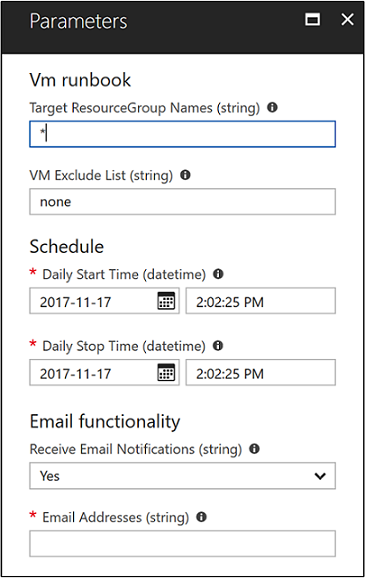 Parameters
Vm runbook
Target ResourceGroup Names (string)
*
VM Exclude List (string)
none
Schedule
* Daily Start Time (datetime)
2017-11-17 2:02:25 PM
* Daily Stop Time (datetime)
2017-11-17 2:02:25 PM
Email functionality
Receive Email Notifications (string)
Yes
* Email Addresses (string)